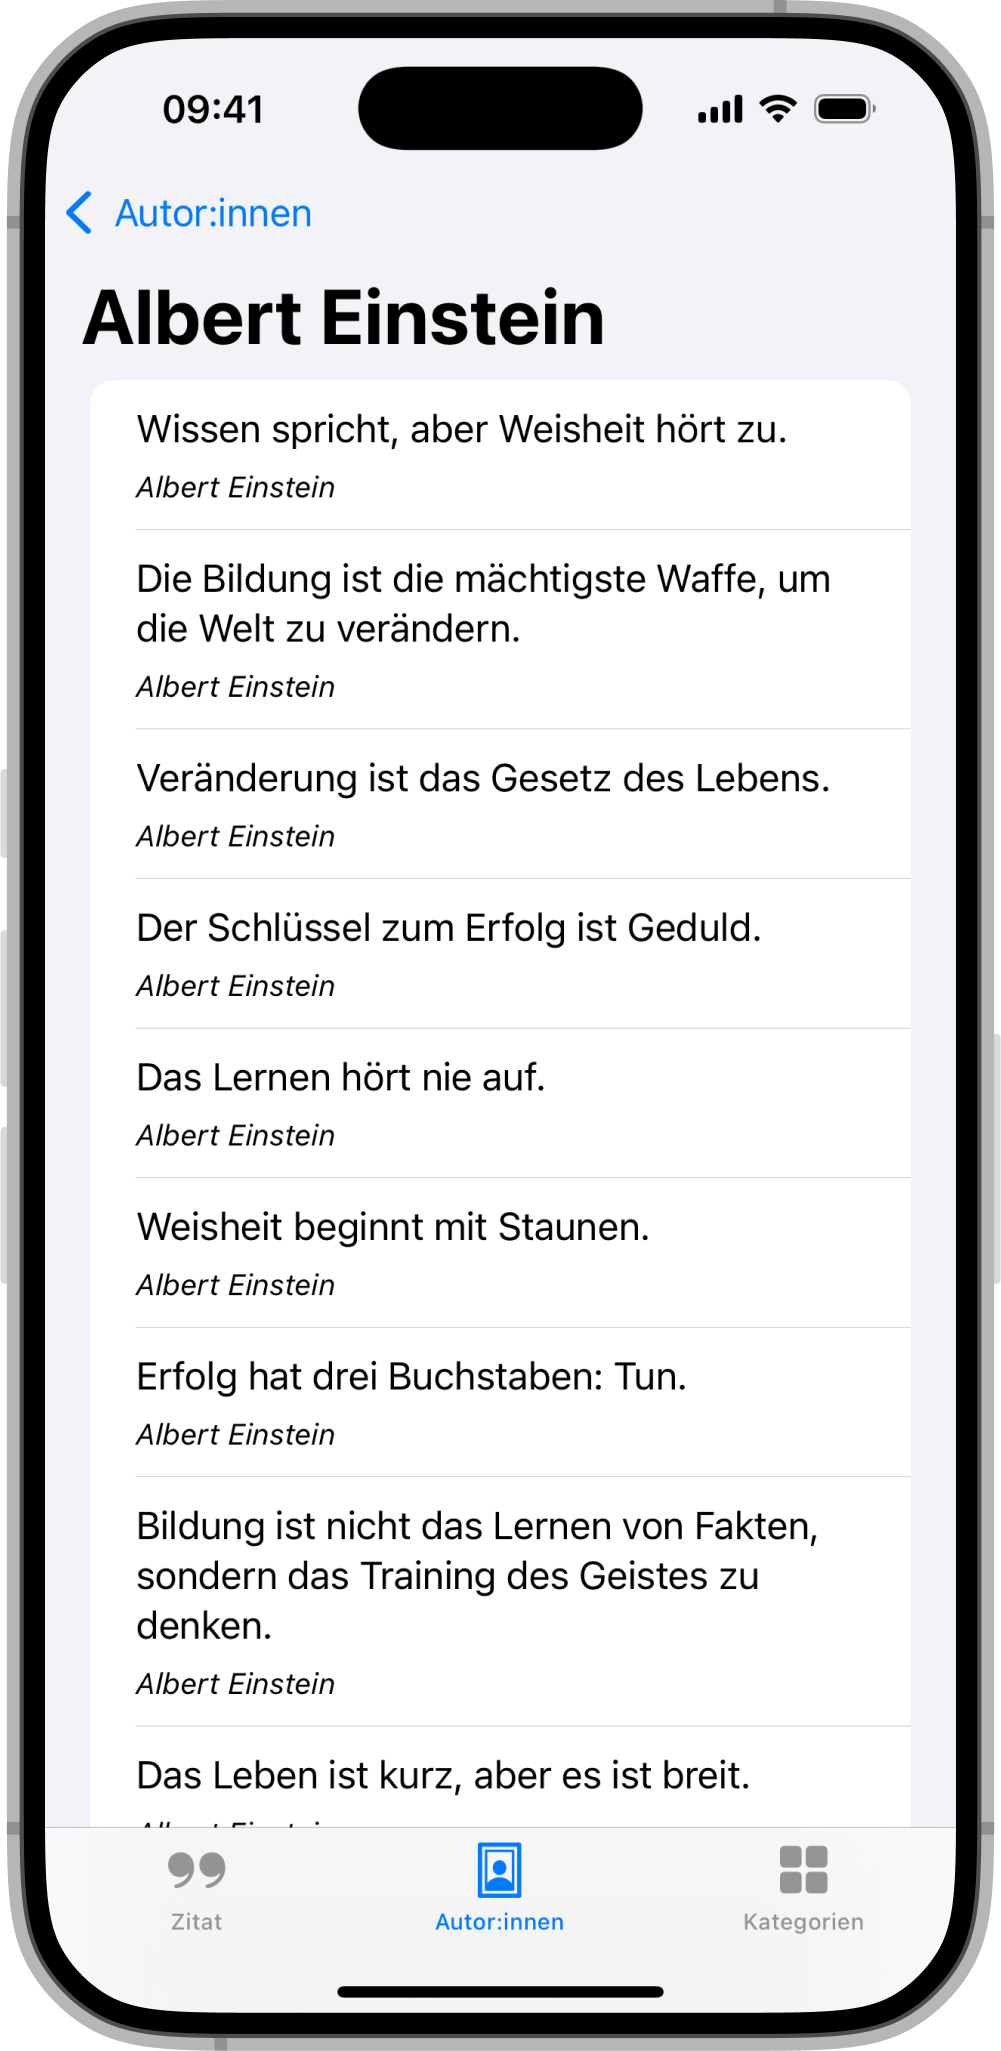 09:41
Autor:innen
Albert Einstein
Wissen spricht, aber Weisheit hört zu.
Albert Einstein
Die Bildung ist die mächtigste Waffe, um
die Welt zu verändern.
Albert Einstein
Veränderung ist das Gesetz des Lebens.
Albert Einstein
Der Schlüssel zum Erfolg ist Geduld.
Albert Einstein
Das Lernen hört nie auf.
Albert Einstein
Weisheit beginnt mit Staunen.
Albert Einstein
Erfolg hat drei Buchstaben: Tun.
Albert Einstein
Bildung ist nicht das Lernen von Fakten,
sondern das Training des Geistes zu
denken.
Albert Einstein
Das Leben ist kurz, aber es ist breit.
Zitat
Autor:innen
Kategorien